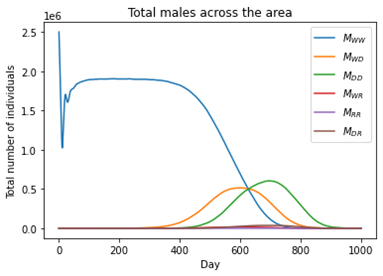 Total males across the area
1e6
Total number of individuals
2.5
2.0
1.5
1.0
0.5
0.0
M_WW
M_WD
M_DD
M_WR
M_RR
M_DR
0
200
400
600
800
1000
Day